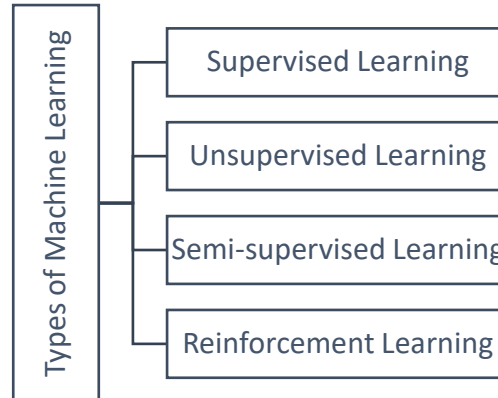 Types of Machine Learning
Supervised Learning
Unsupervised Learning
Semi-supervised Learning
Reinforcement Learning